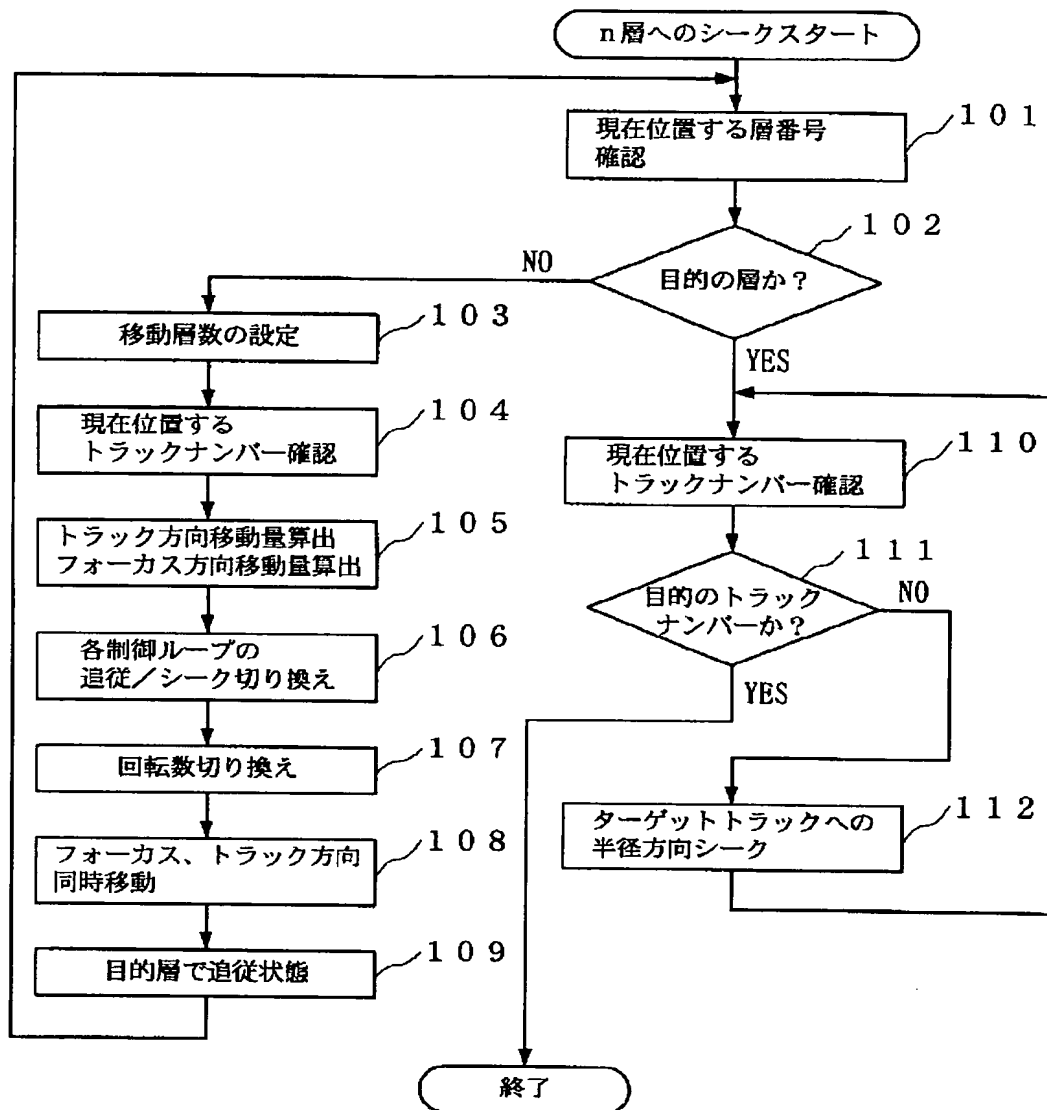 n層へのシークスタート
101
現在位置する層番号
確認
102
目的の層か？
NO
YES
103
移動層数の設定
104
現在位置する
トラックナンバー確認
105
トラック方向移動量算出
フォーカス方向移動量算出
106
各制御ループの
追従／シーク切り換え
107
回転数切り換え
108
フォーカス、トラック方向
同時移動
109
目的層で追従状態
110
現在位置する
トラックナンバー確認
111
目的のトラック
ナンバーか？
NO
YES
112
ターゲットトラックへの
半径方向シーク
終了